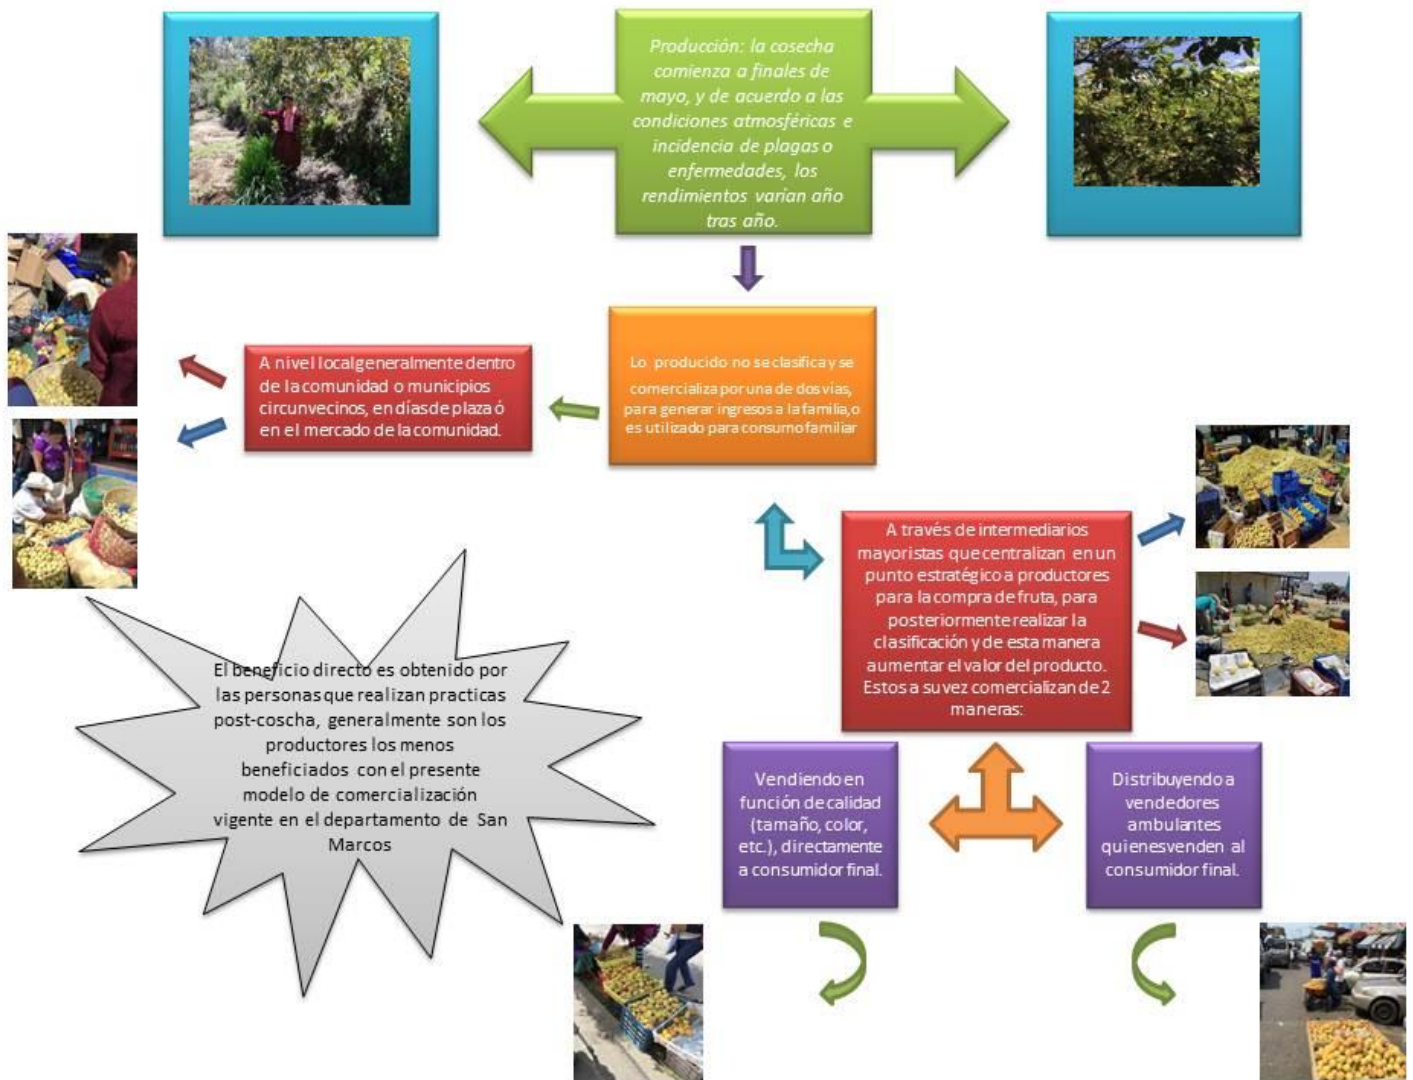 Producción: la cosecha
comienza a finales de
mayo, y de acuerdo a las
condiciones atmosféricas e
incidencia de plagas o
enfermedades, los
rendimientos varían año
tras año.
Lo producido no se clasifica y se
comercializa por una de dos vías,
para generar ingresos a la familia, o
es utilizado para consumo familiar
A nivel local generalmente dentro
de la comunidad o municipios
circunvecinos, en días de plaza ó
en el mercado de la comunidad.
A través de intermediarios
mayoristas que centralizan en un
punto estratégico a productores
para la compra de fruta, para
posteriormente realizar la
clasificación y de esta manera
aumentar el valor del producto.
Estos a su vez comercializan de 2
maneras:
El beneficio directo es obtenido por
las personas que realizan practicas
post-coscha, generalmente son los
productores los menos
beneficiados con el presente
modelo de comercialización
vigente en el departamento de San
Marcos
Vendiendo en
función de calidad
(tamaño, color,
etc.), directamente
a consumidor final.
Distribuyendo a
vendedores
ambulantes
quienes venden al
consumidor final.